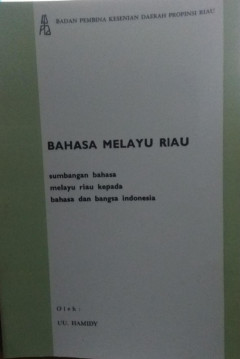 BADAN PEMBINA KESENIAN DAERAH PROPINSI RIAU
BAHASA MELAYU RIAU
sumbangan bahasa
melayu riau kepada
bahasa dan bangsa indonesia
Oleh :
UU. HAMIDY